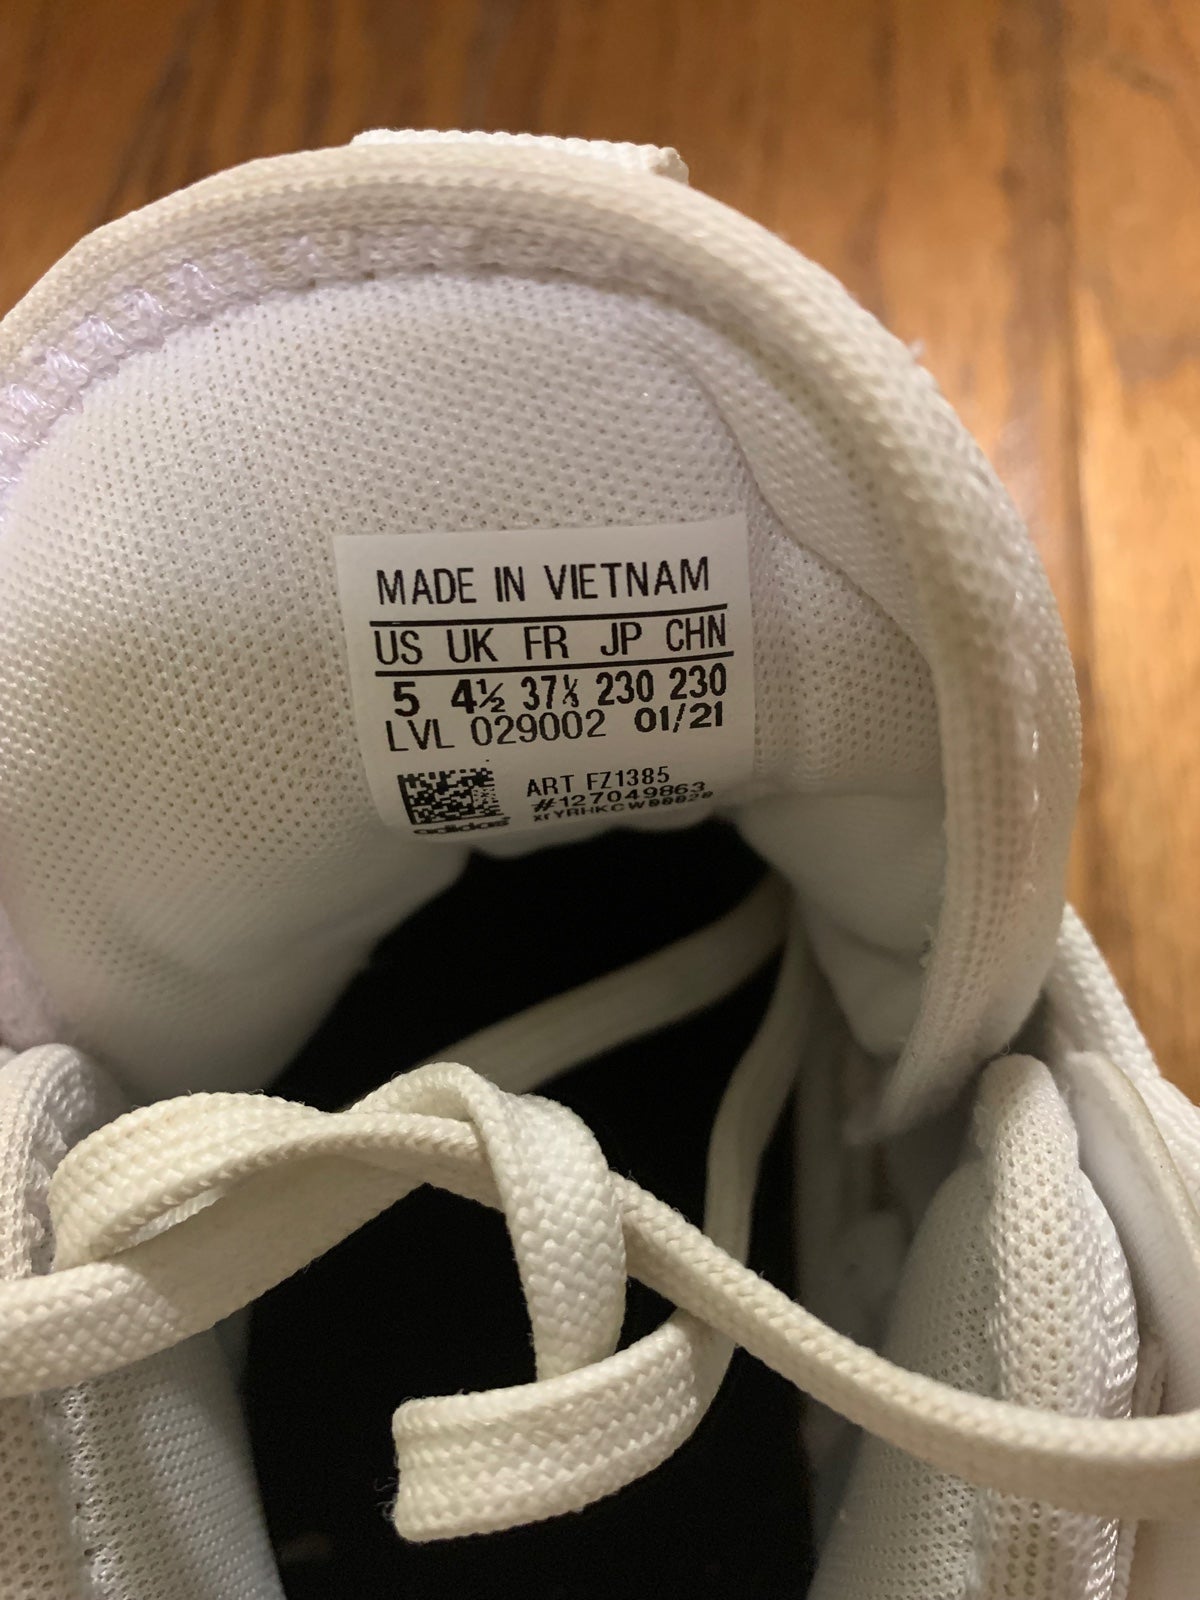 MADE IN VIETNAM
US UK FR JP CHN
5 4½ 37⅓ 230 230
LVL 029002 01/21
ART FZ1385
#127049863
adidas